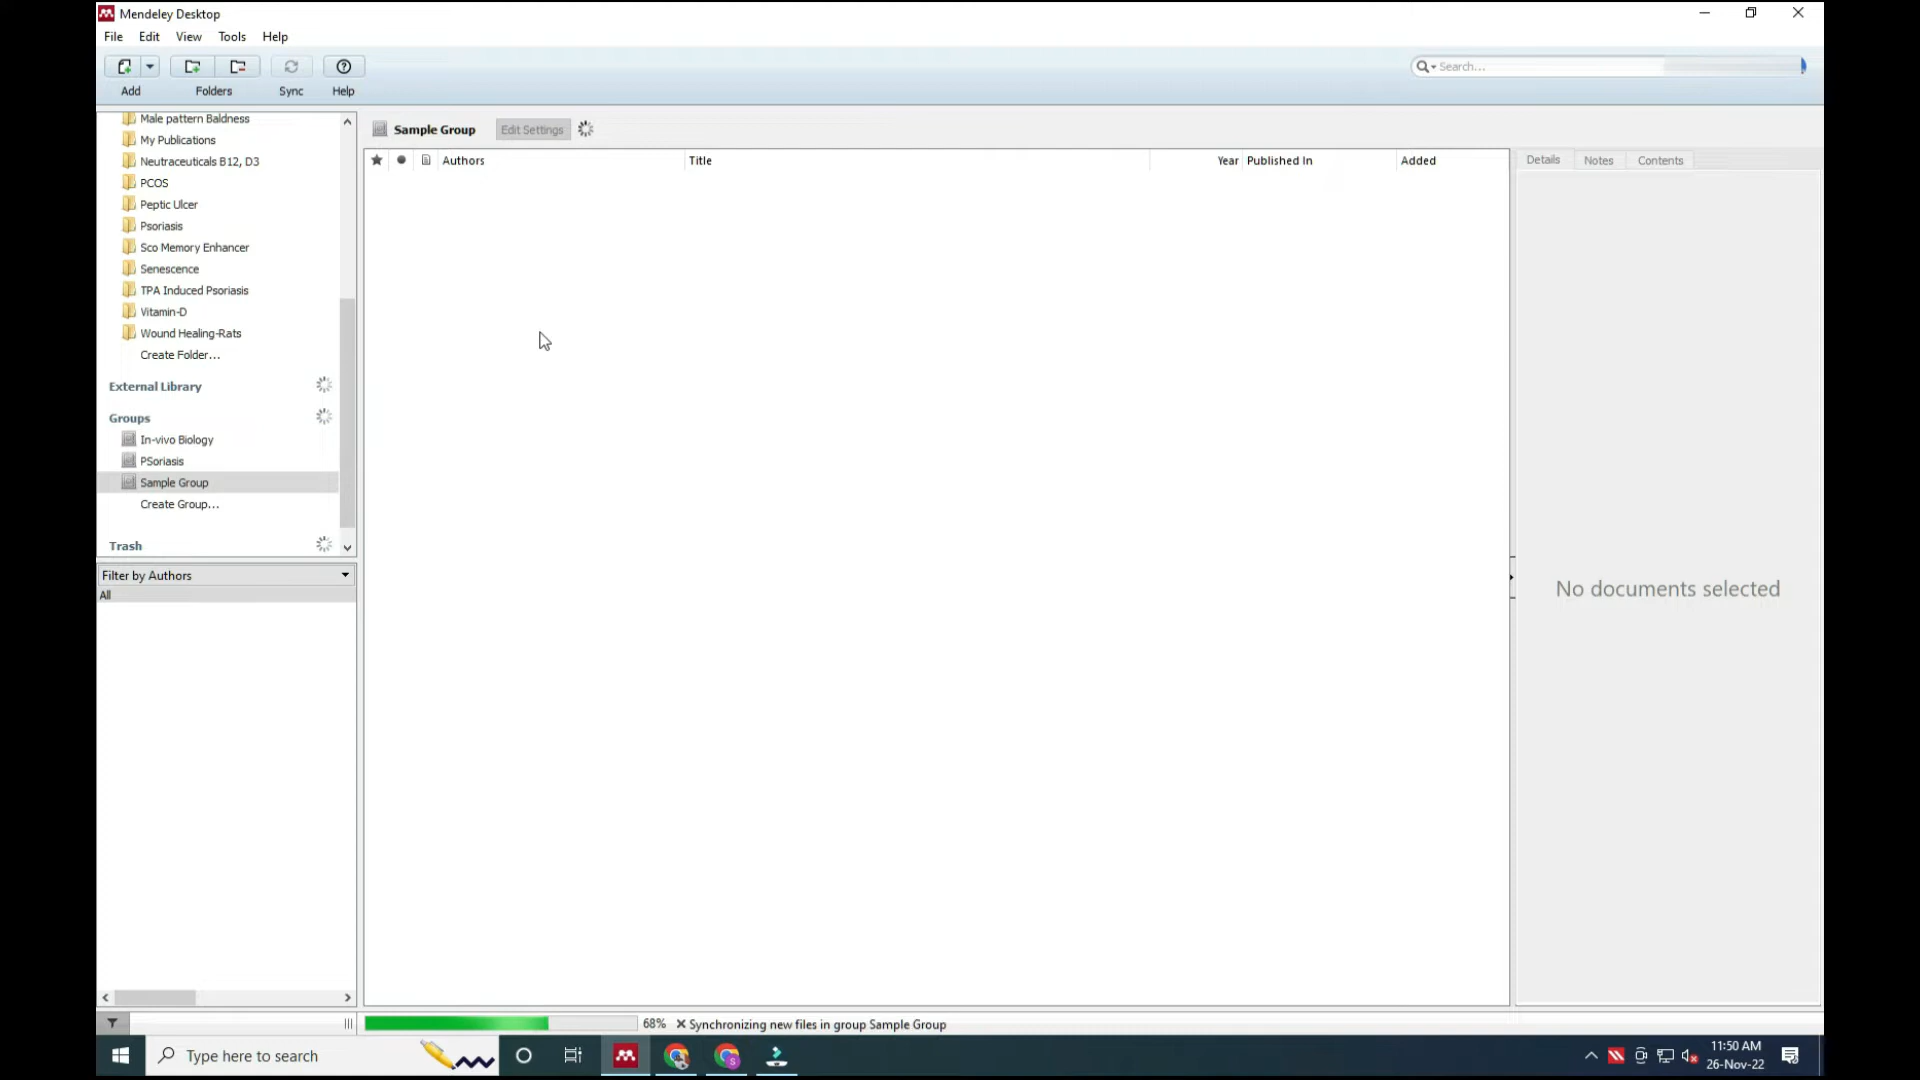 Mendeley Desktop
File Edit View Tools Help
Search...
Add Folders Sync Help
Male pattern Baldness
My Publications
Neutraceuticals B12, D3
PCOS
Peptic Ulcer
Psoriasis
Sco Memory Enhancer
Senescence
TPA Induced Psoriasis
Vitamin-D
Wound Healing-Rats
Create Folder...
External Library
Groups
In-vivo Biology
PSoriasis
Sample Group
Create Group...
Trash
Filter by Authors
All
Sample Group Edit Settings
Authors Title Year Published In Added
Details Notes Contents
No documents selected
68% Synchronizing new files in group Sample Group
Type here to search
11:50 AM
26-Nov-22